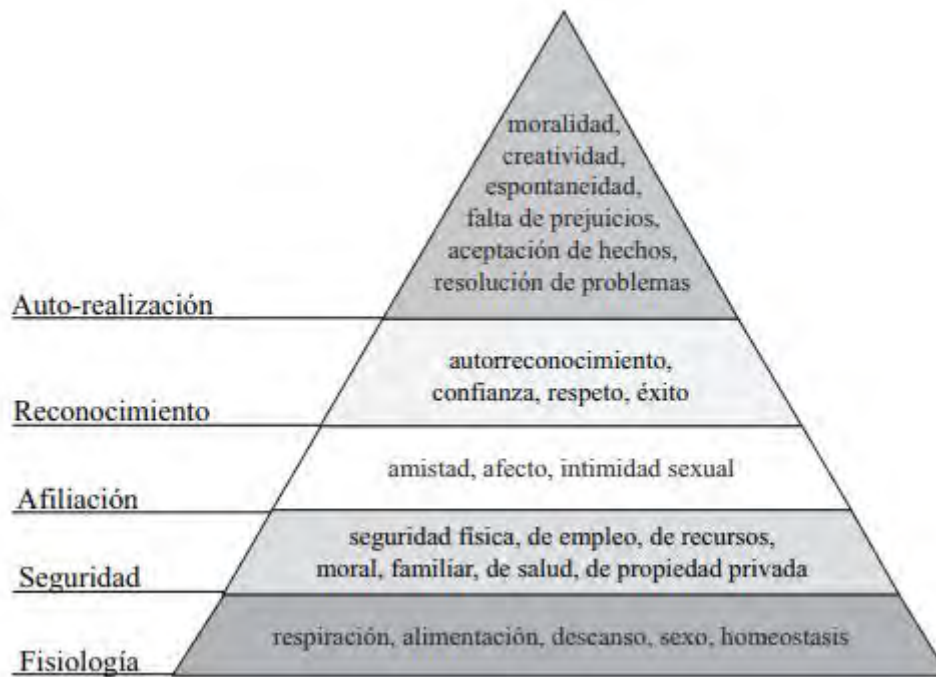 moralidad,
creatividad,
espontaneidad,
falta de prejuicios,
aceptación de hechos,
resolución de problemas
Auto-realización
autorreconocimiento,
confianza, respeto, éxito
Reconocimiento
amistad, afecto, intimidad sexual
Afiliación
seguridad física, de empleo, de recursos,
moral, familiar, de salud, de propiedad privada
Seguridad
respiración, alimentación, descanso, sexo, homeostasis
Fisiología